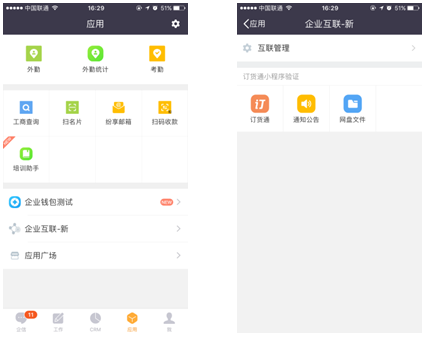 中国联通 16:29 51%
应用
外勤 外勤统计 考勤
工商查询 扫名片 纷享邮箱 扫码收款
培训助手
企业钱包测试 NEW
企业互联-新
应用广场
11
企信 工作 CRM 应用 我
中国联通 16:29 51%
应用 企业互联-新
互联管理
订货通小程序验证
订货通 通知公告 网盘文件